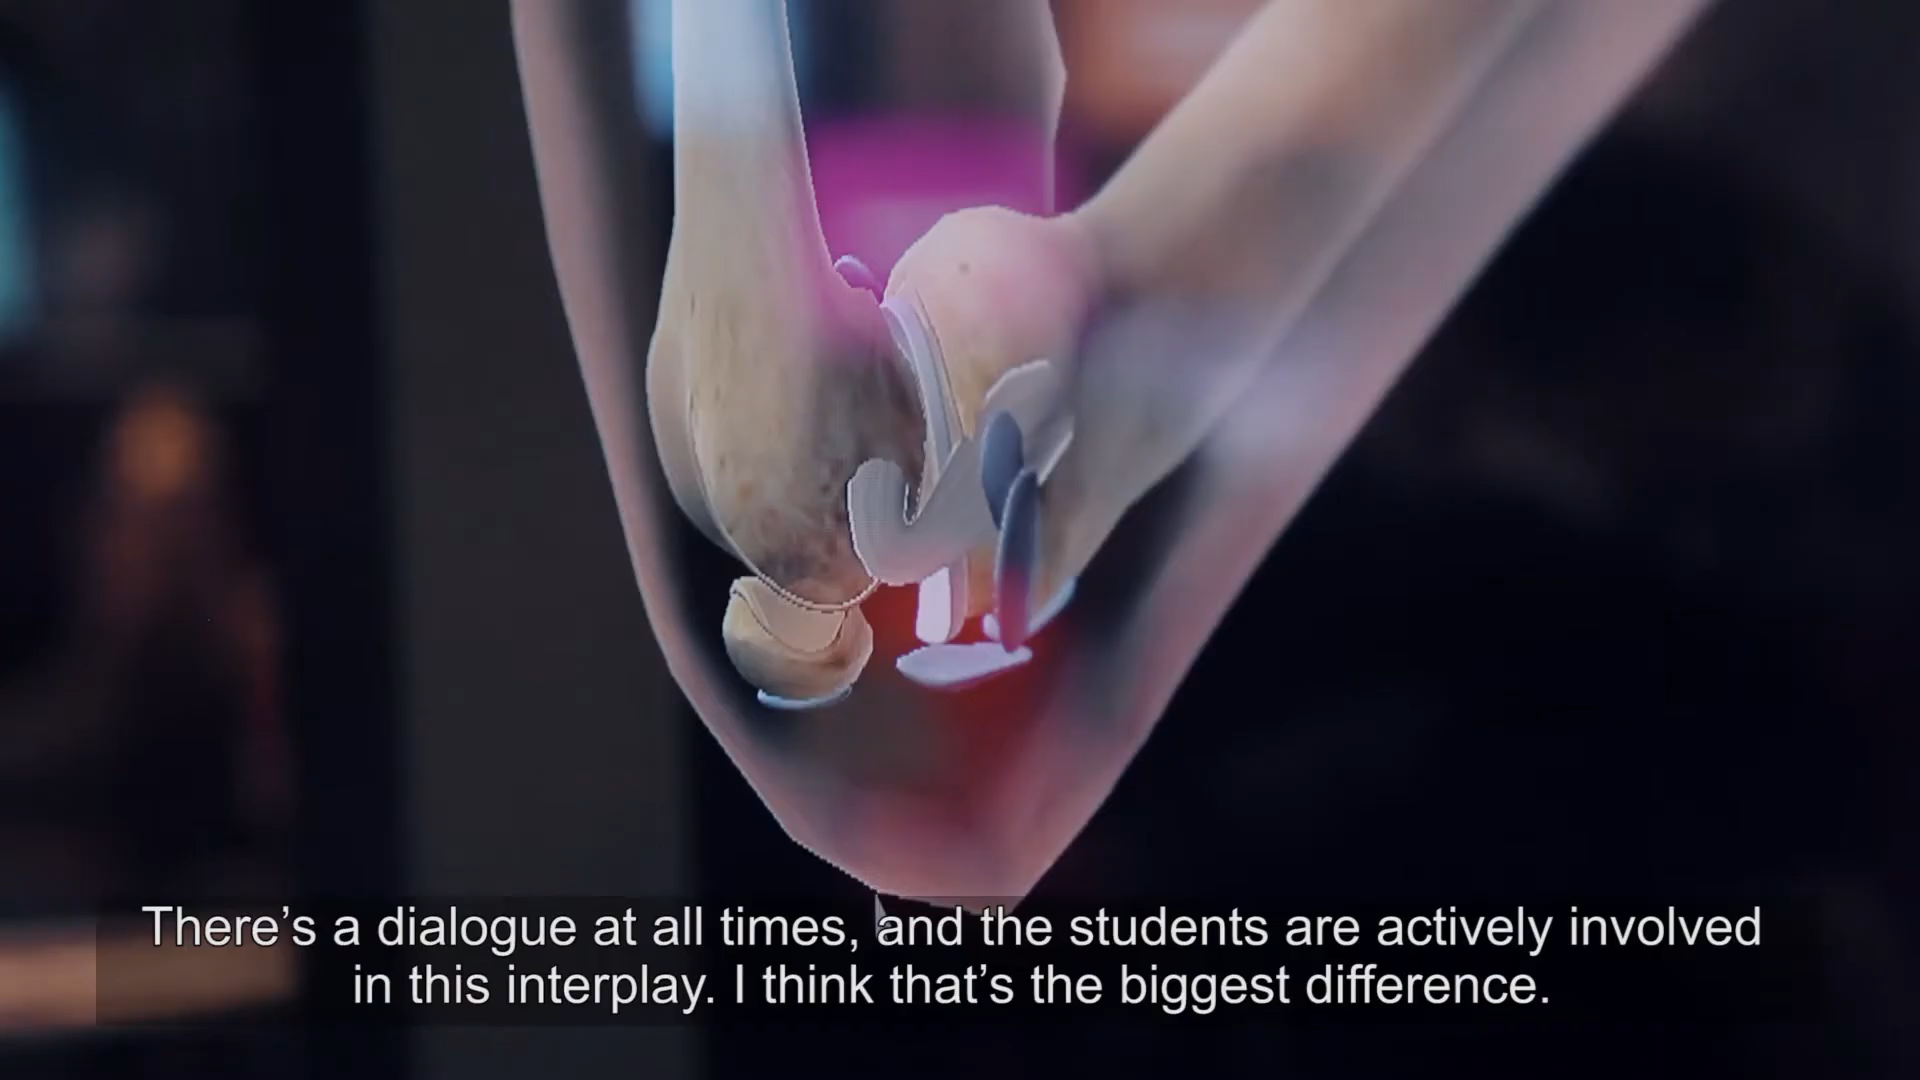 There’s a dialogue at all times, and the students are actively involved
in this interplay. I think that’s the biggest difference.